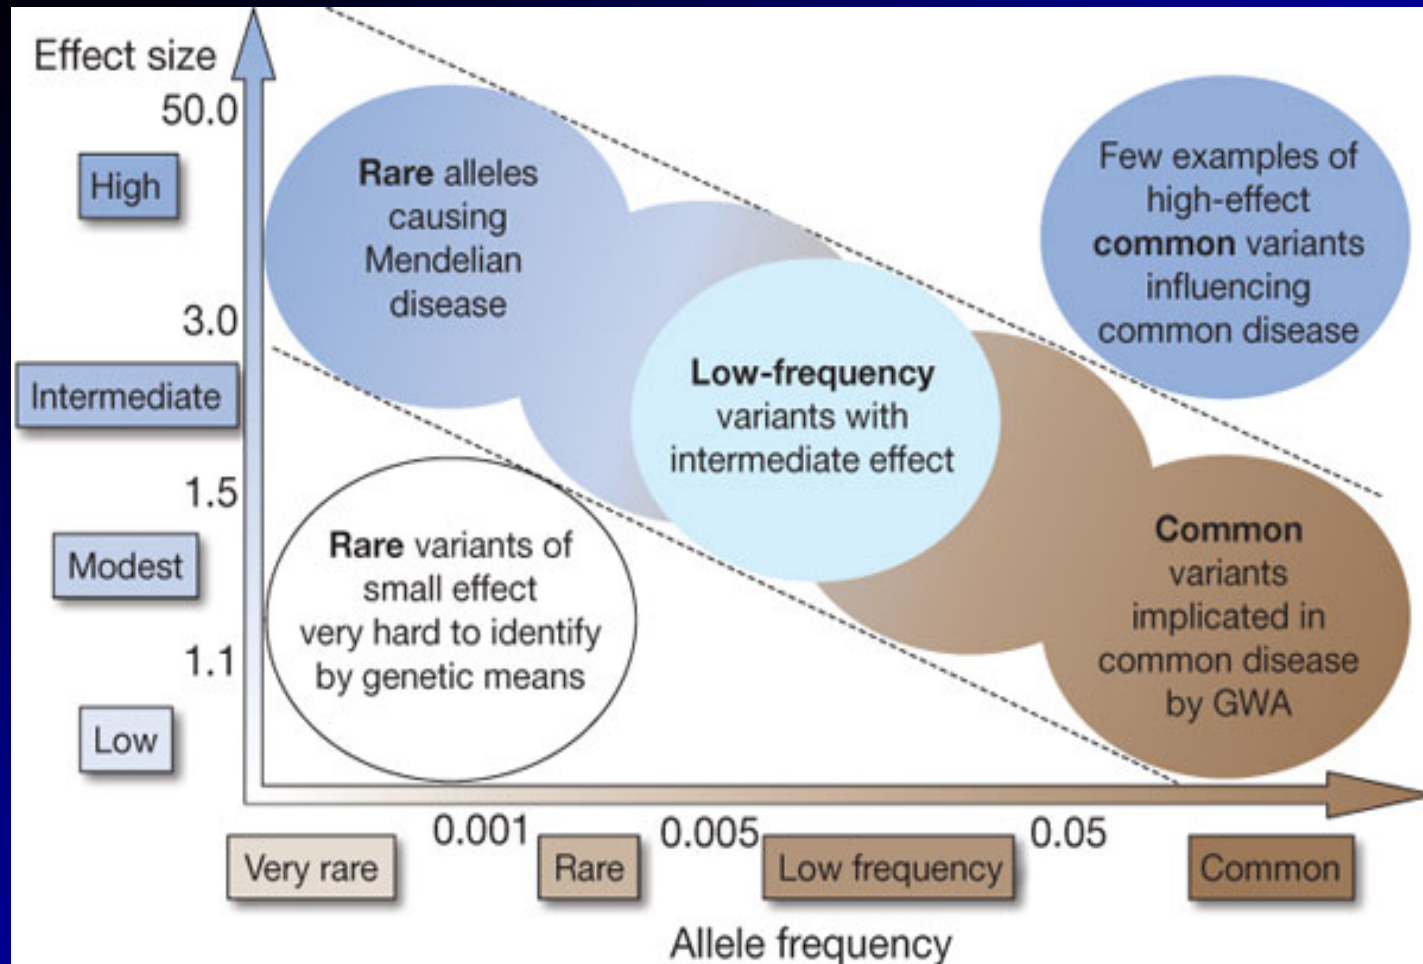 Effect size
50.0
High
3.0
Intermediate
1.5
Modest
1.1
Low
Rare alleles
causing
Mendelian
disease
Few examples of
high-effect
common variants
influencing
common disease
Low-frequency
variants with
intermediate effect
Rare variants of
small effect
very hard to identify
by genetic means
Common
variants
implicated in
common disease
by GWA
0.001
0.005
0.05
Very rare
Rare
Low frequency
Common
Allele frequency